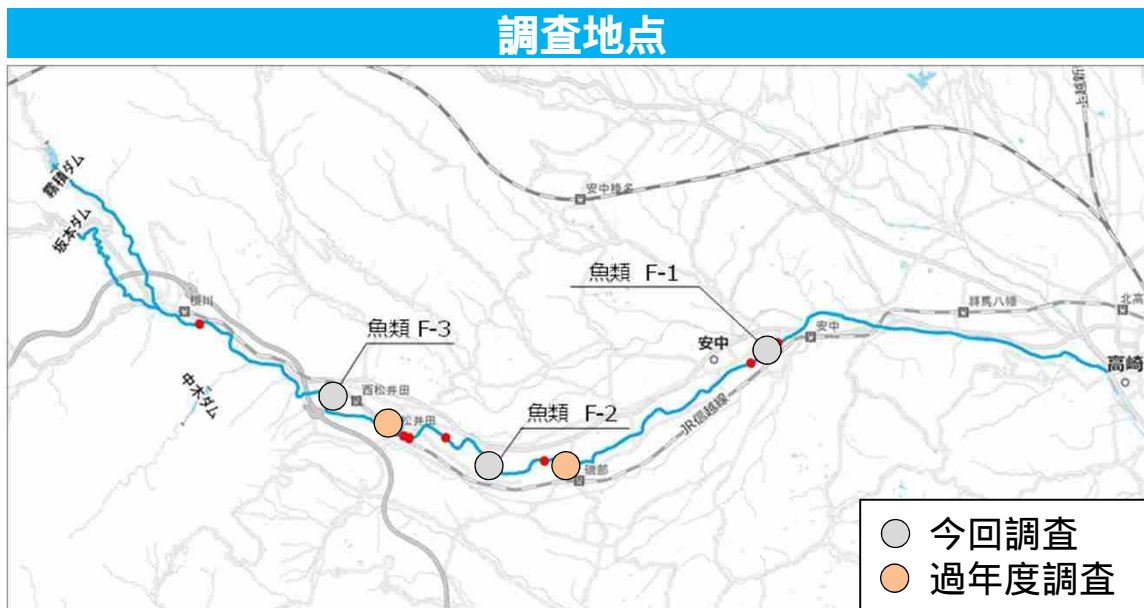 調査地点
上越新
霧積ダム
安中榛名
坂本ダム
魚類 F-1
横川
北高
群馬八幡
魚類 F-3
安中
安中
高崎
中木ダム
西松井田
魚類 F-2
松井田
JR信越線
磯部
今回調査
過年度調査